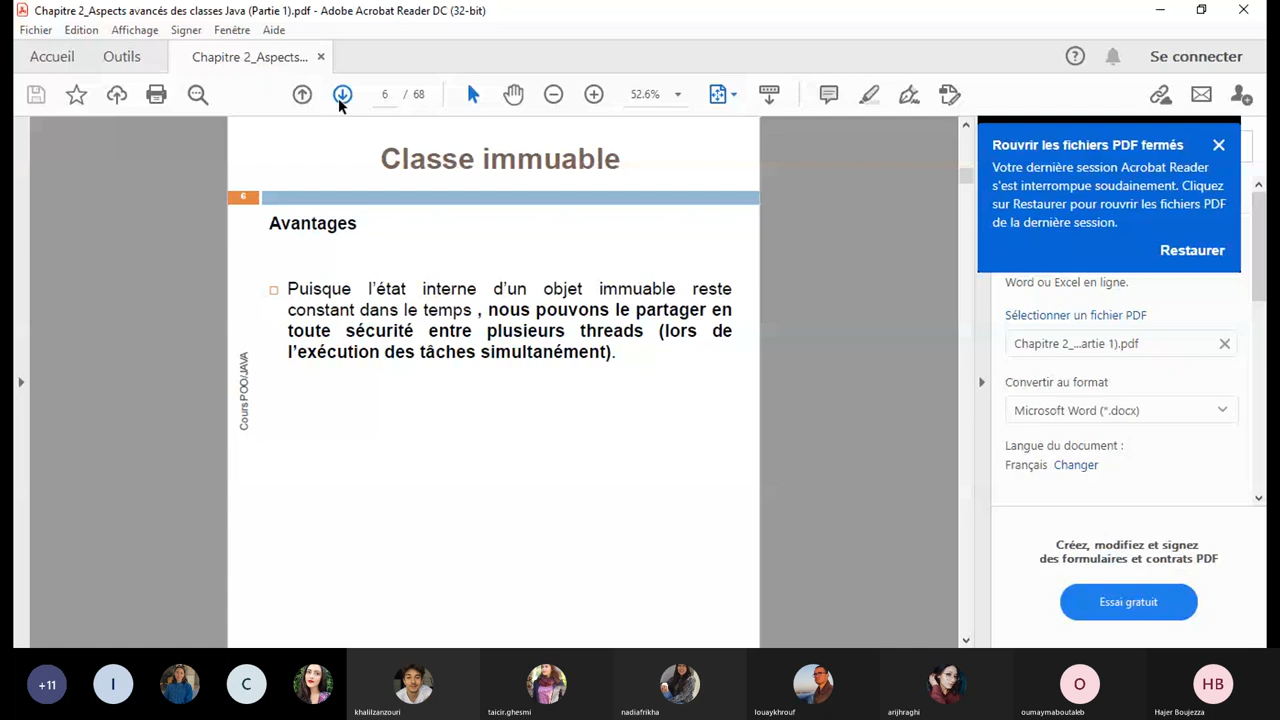 Chapitre 2_Aspects avancés des classes Java (Partie 1).pdf - Adobe Acrobat Reader DC (32-bit)
Fichier Edition Affichage Signer Fenêtre Aide
Accueil Outils Chapitre 2_Aspects... × Se connecter
6 / 68 52.6%
Classe immuable
6
Avantages
Puisque l'état interne d'un objet immuable reste
constant dans le temps , nous pouvons le partager en
toute sécurité entre plusieurs threads (lors de
l'exécution des tâches simultanément).
Cours POO/JAVA
Rouvrir les fichiers PDF fermés
Votre dernière session Acrobat Reader
s'est interrompue soudainement. Cliquez
sur Restaurer pour rouvrir les fichiers PDF
de la dernière session.
Restaurer
Word ou Excel en ligne.
Sélectionner un fichier PDF
Chapitre 2_...artie 1).pdf
Convertir au format
Microsoft Word (*.docx)
Langue du document :
Français Changer
Créez, modifiez et signez
des formulaires et contrats PDF
Essai gratuit
+11 I C O HB
khalilzanzouri taicir.ghesmi nadiafrikha louaykhrouf arijhraghi oumaymaboutaleb Hajer Boujezza